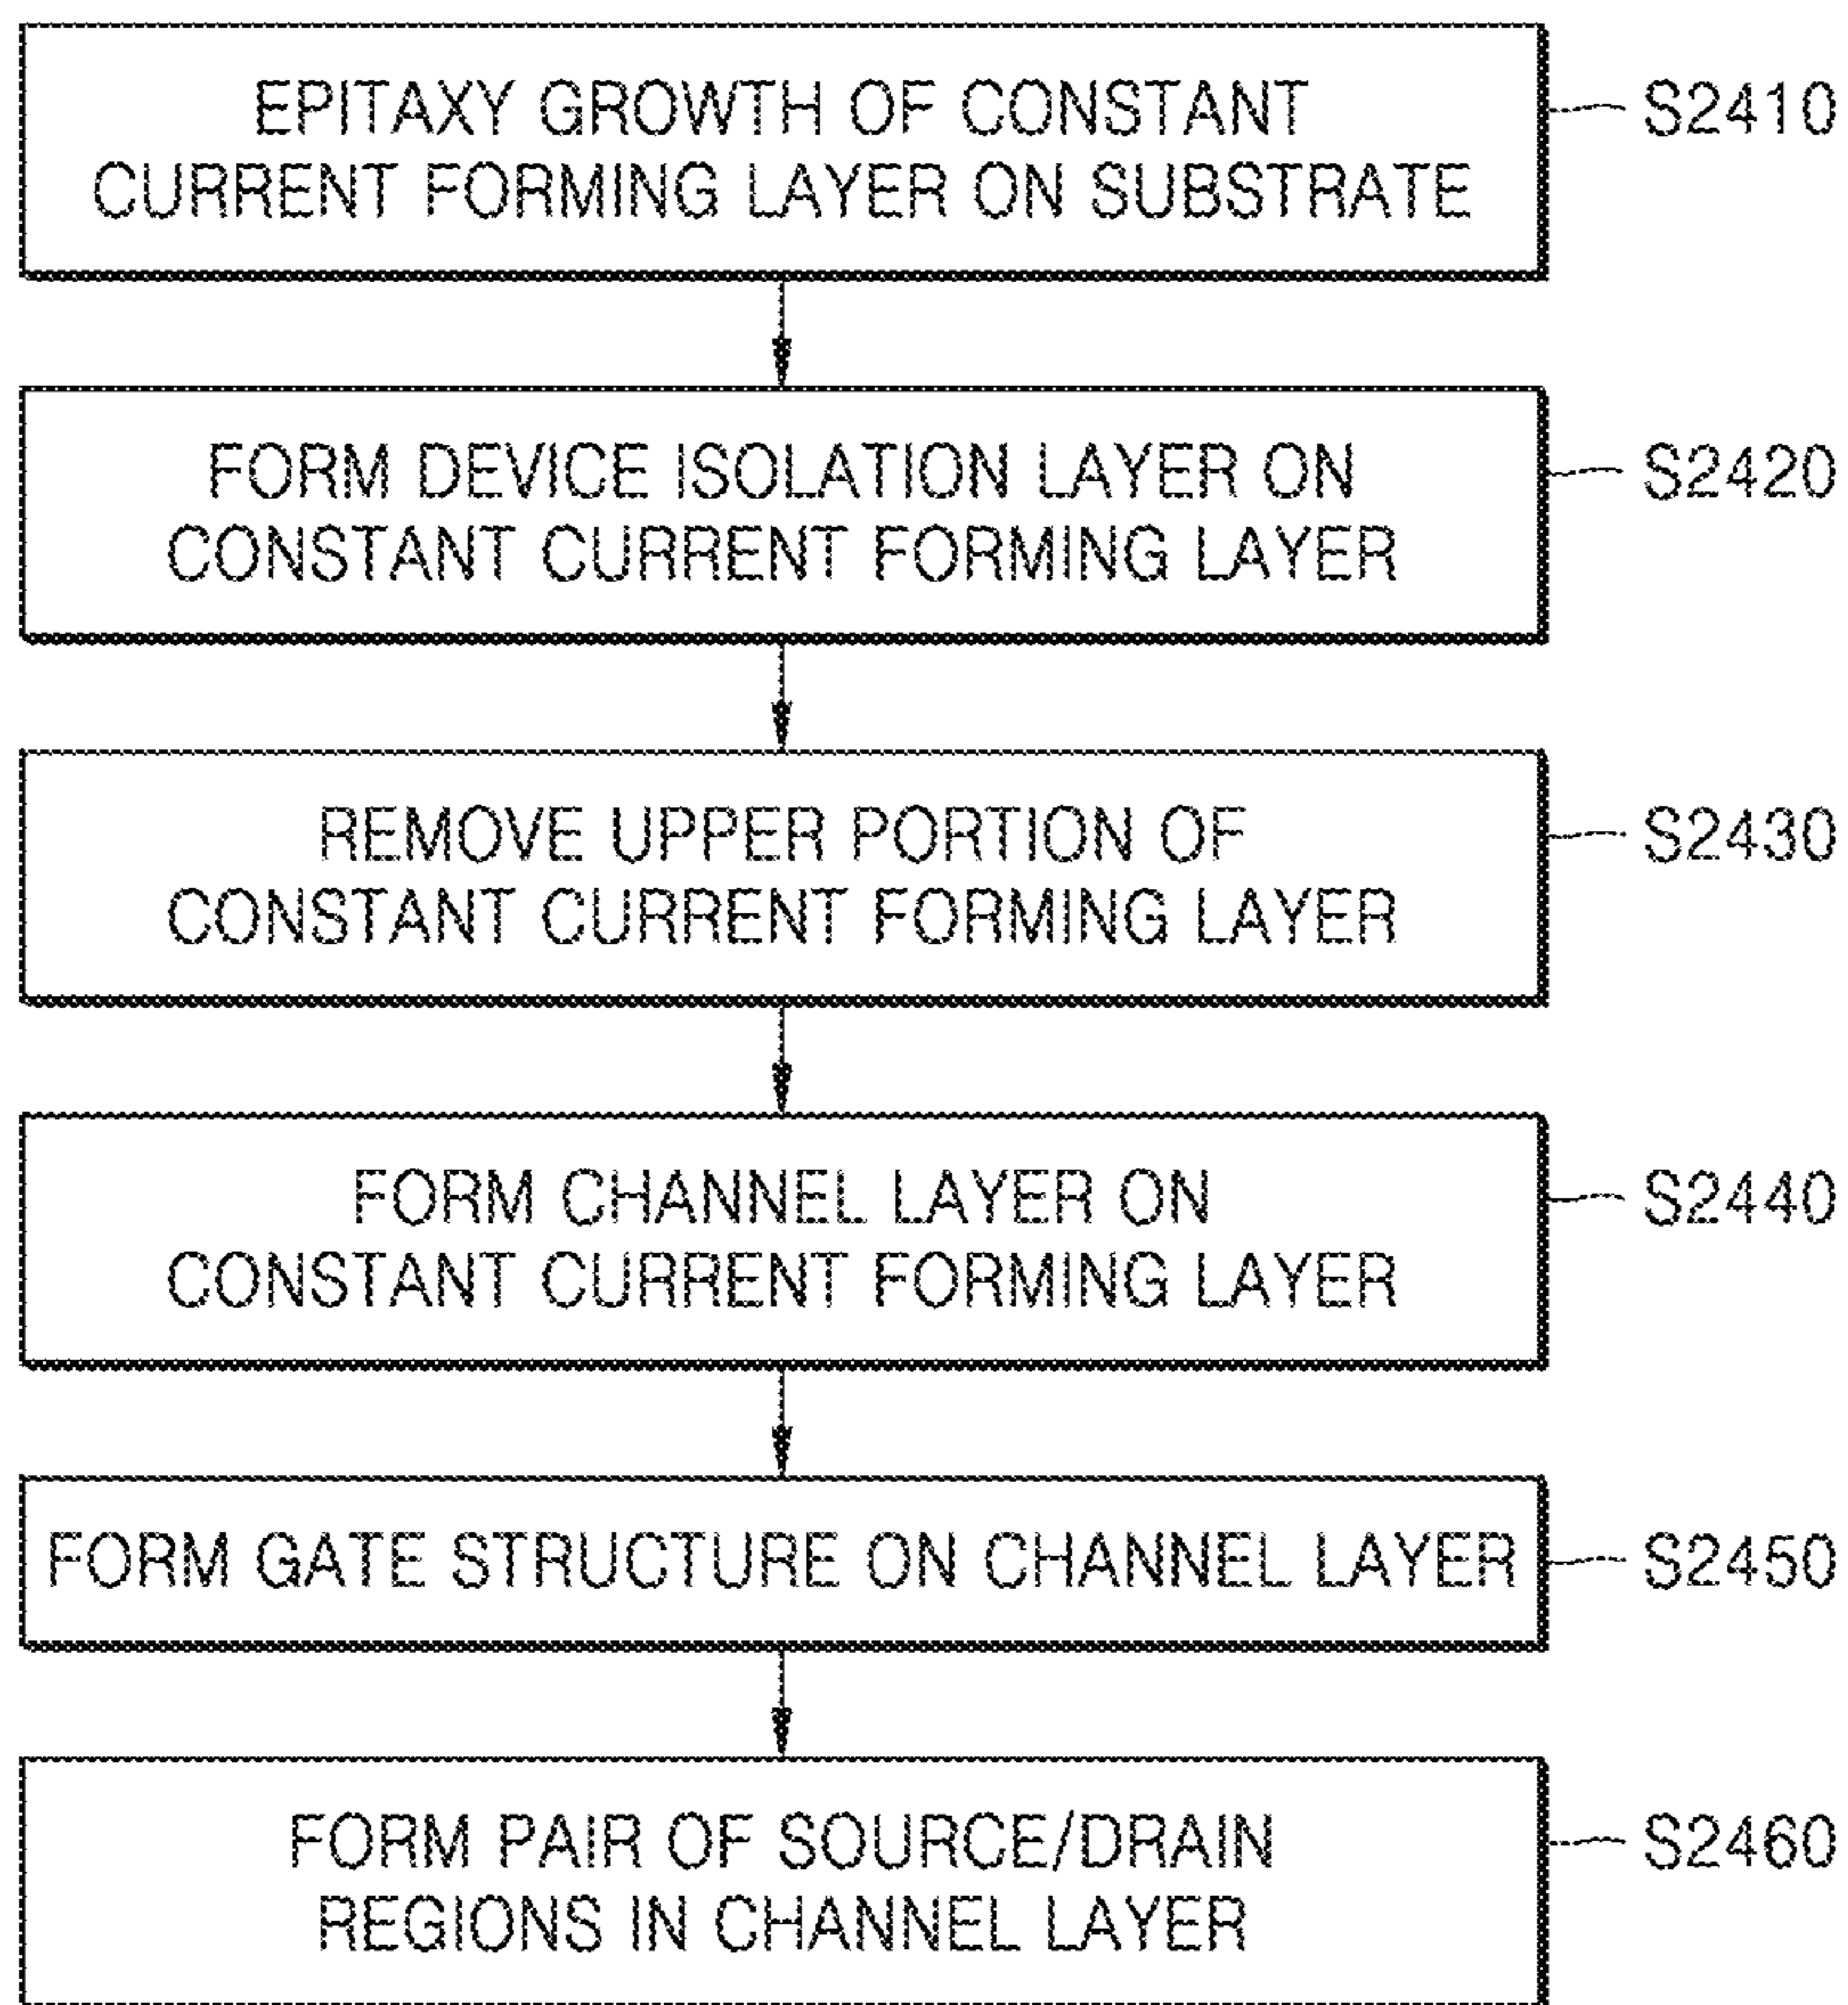 EPITAXY GROWTH OF CONSTANT
CURRENT FORMING LAYER ON SUBSTRATE
S2410
FORM DEVICE ISOLATION LAYER ON
CONSTANT CURRENT FORMING LAYER
S2420
REMOVE UPPER PORTION OF
CONSTANT CURRENT FORMING LAYER
S2430
FORM CHANNEL LAYER ON
CONSTANT CURRENT FORMING LAYER
S2440
FORM GATE STRUCTURE ON CHANNEL LAYER
S2450
FORM PAIR OF SOURCE/DRAIN
REGIONS IN CHANNEL LAYER
S2460